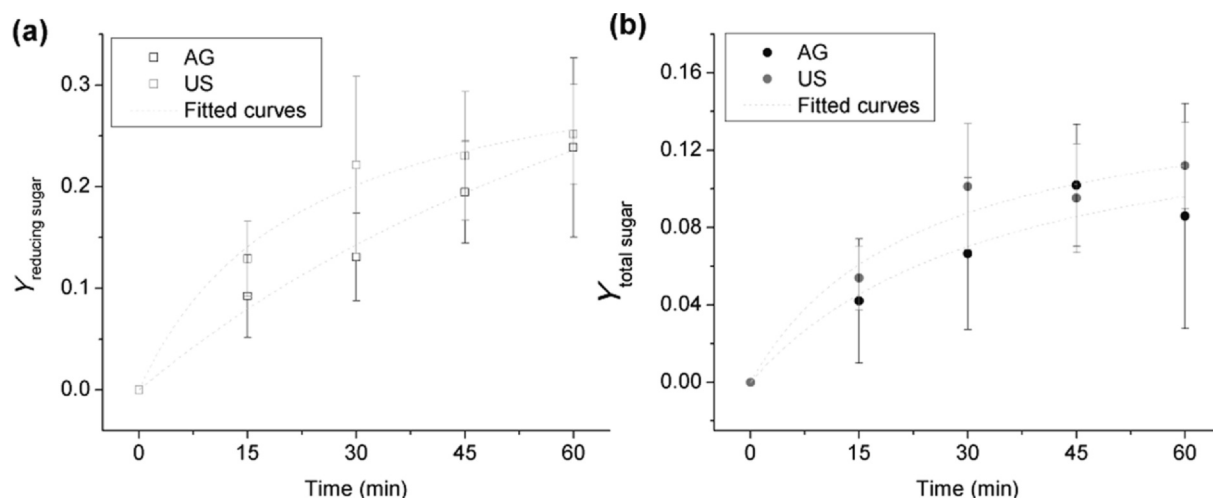 (a)
AG
US
Fitted curves
0.3
0.2
0.1
0.0
Y reducing sugar
0 15 30 45 60
Time (min)
(b)
AG
US
Fitted curves
0.16
0.12
0.08
0.04
0.00
Y total sugar
0 15 30 45 60
Time (min)